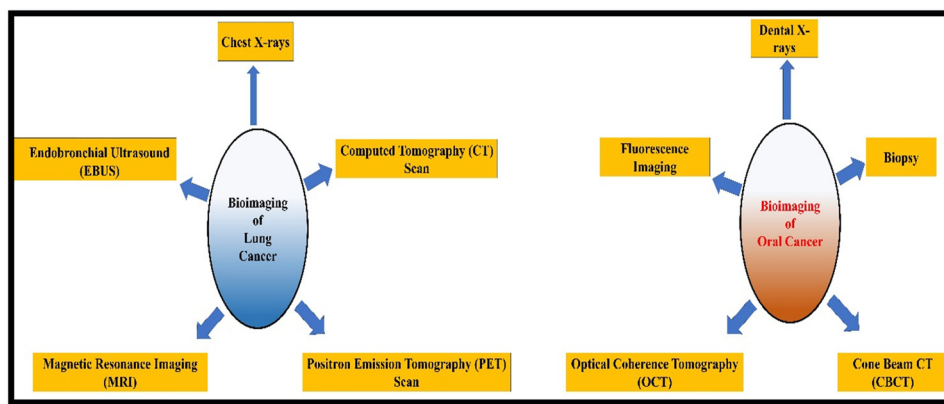 Chest X-rays
Endobronchial Ultrasound
(EBUS)
Computed Tomography (CT)
Scan
Bioimaging
of
Lung
Cancer
Magnetic Resonance Imaging
(MRI)
Positron Emission Tomography (PET)
Scan
Dental X-
rays
Fluorescence
Imaging
Biopsy
Bioimaging
of
Oral Cancer
Optical Coherence Tomography
(OCT)
Cone Beam CT
(CBCT)